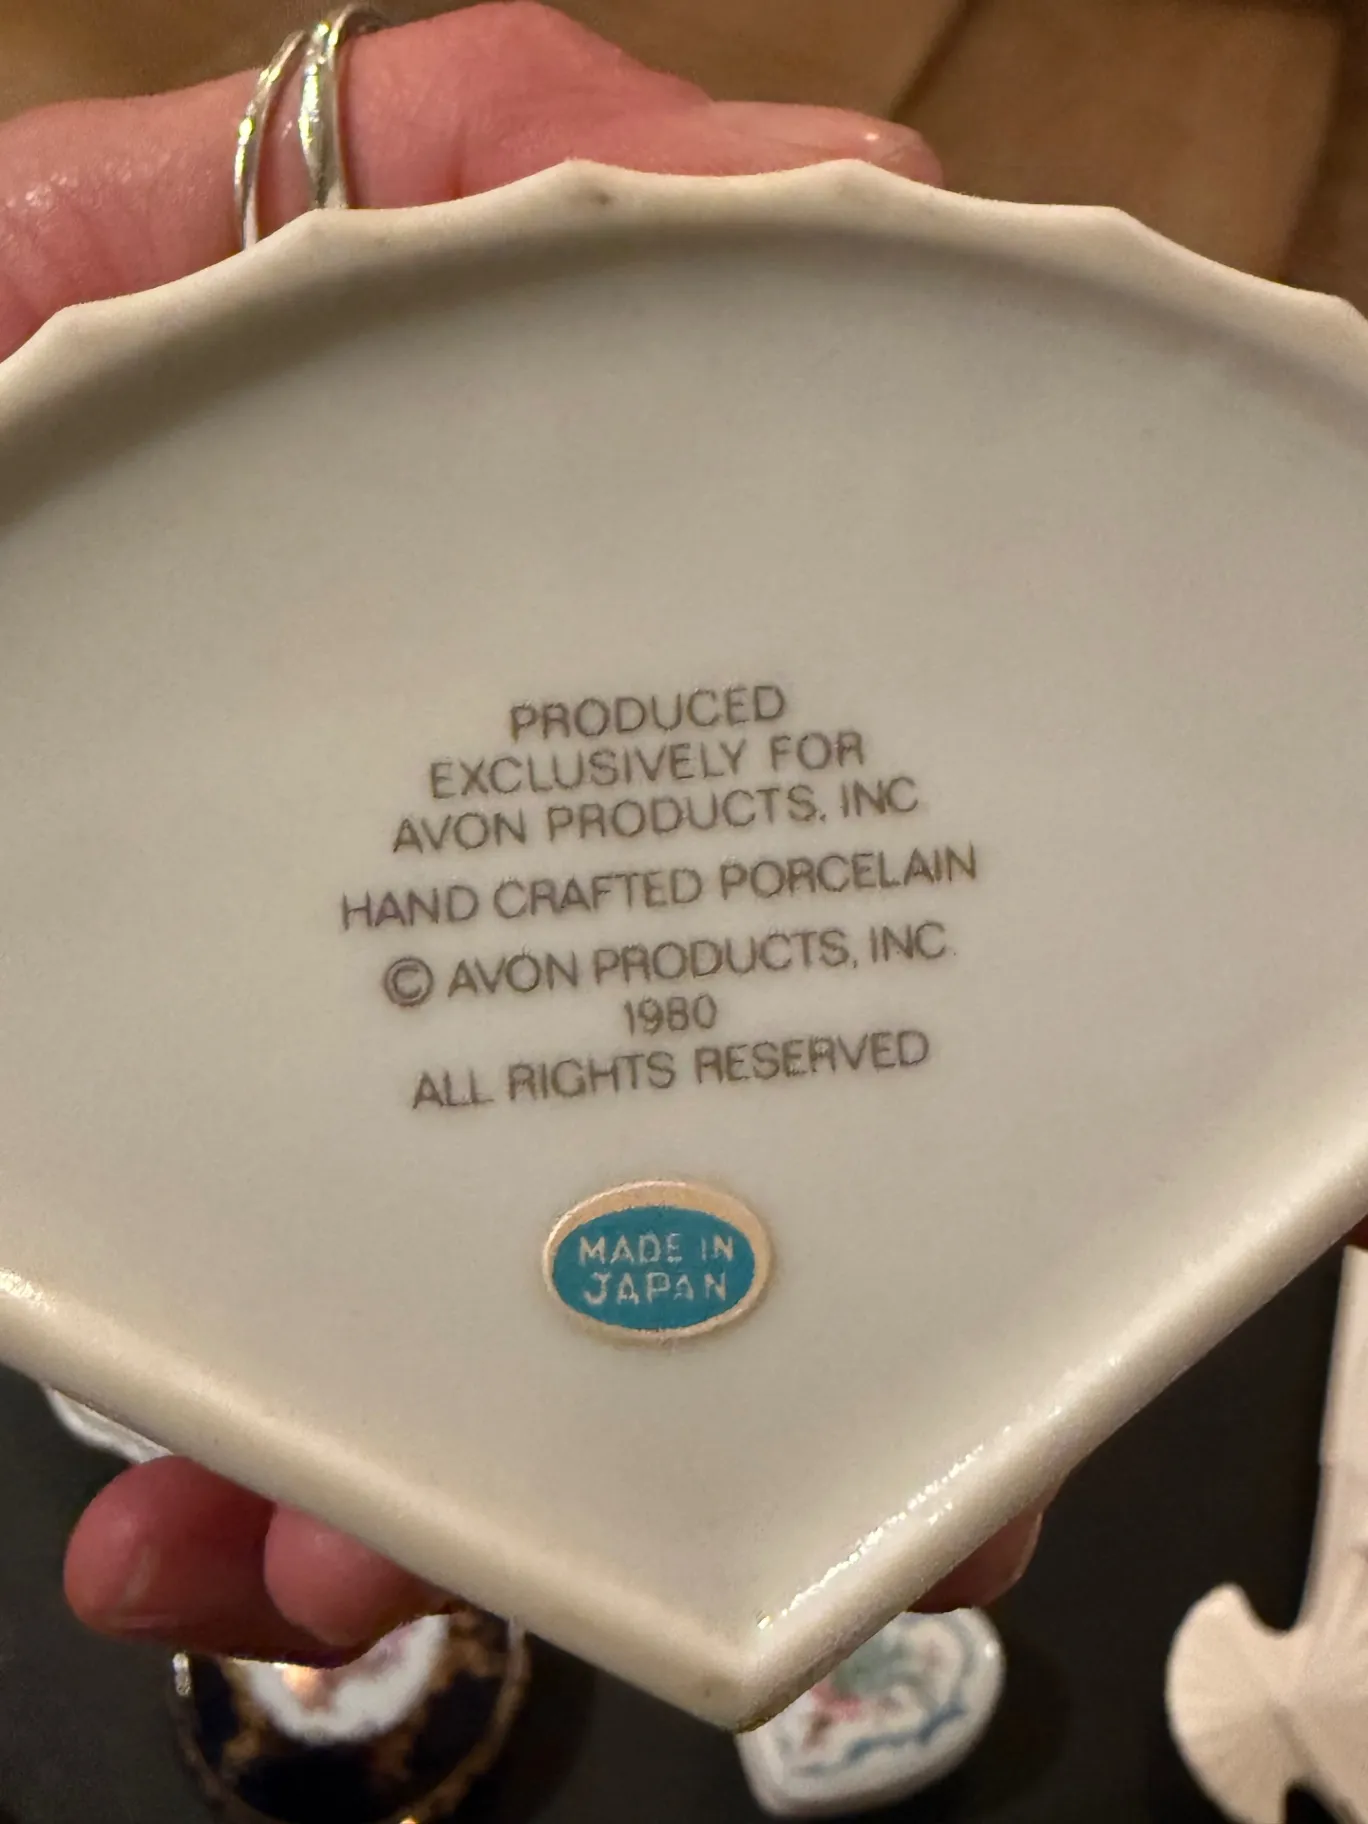 PRODUCED
EXCLUSIVELY FOR
AVON PRODUCTS, INC
HAND CRAFTED PORCELAIN
© AVON PRODUCTS, INC.
1980
ALL RIGHTS RESERVED
MADE IN
JAPAN